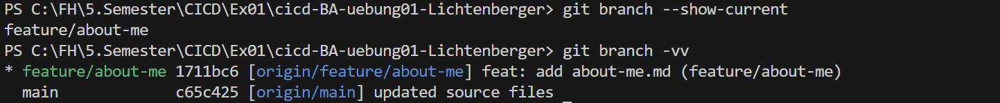 PS C:\FH\5.Semester\CICD\Ex01\cicd-BA-uebung01-Lichtenberger> git branch --show-current
feature/about-me
PS C:\FH\5.Semester\CICD\Ex01\cicd-BA-uebung01-Lichtenberger> git branch -vv
* feature/about-me 1711bc6 [origin/feature/about-me] feat: add about-me.md (feature/about-me)
  main             c65c425 [origin/main] updated source files